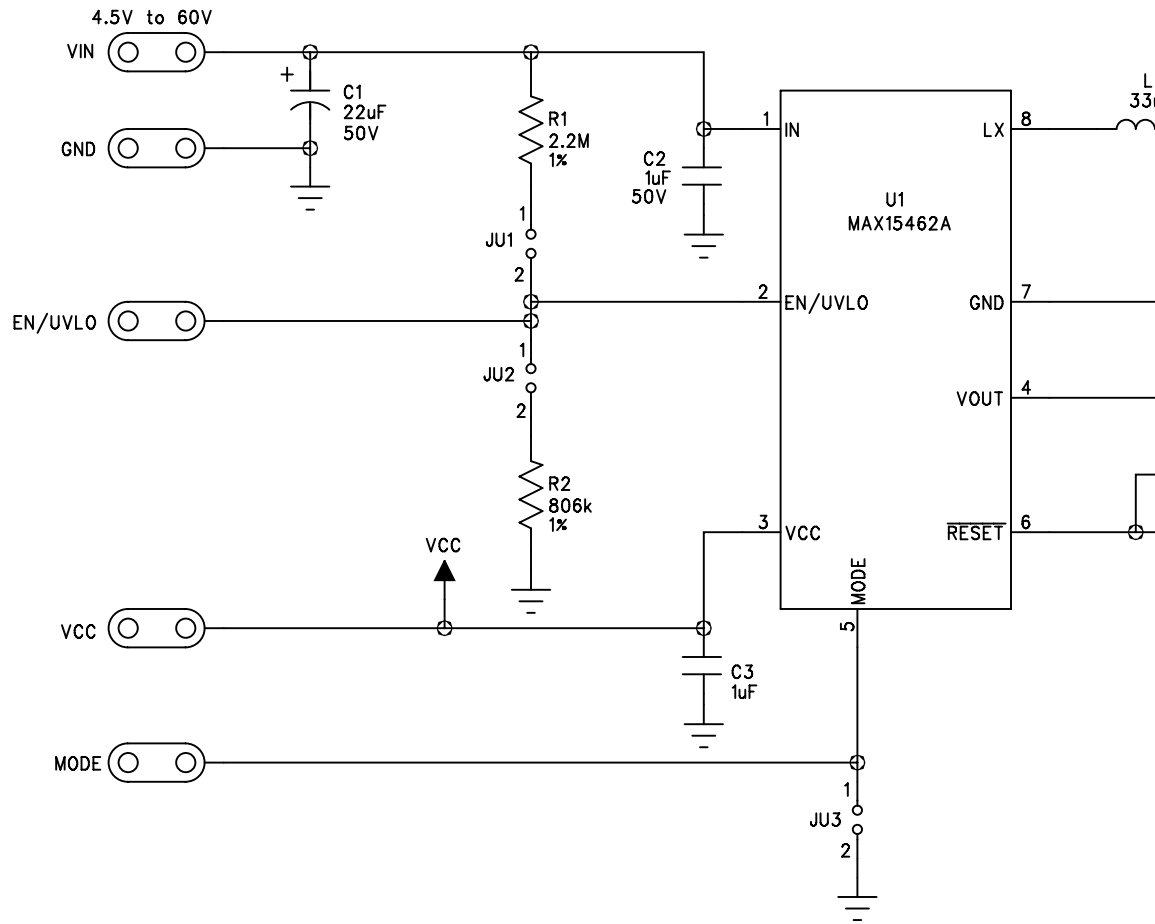 4.5V to 60V
VIN
+
C1
22uF
50V
GND
R1
2.2M
1%
C2
1uF
50V
1
IN
LX
8
L
33
U1
MAX15462A
1
JU1
2
2
EN/UVLO
GND
7
EN/UVLO
1
JU2
2
VOUT
4
R2
806k
1%
3
VCC
RESET
6
VCC
MODE
5
VCC
C3
1uF
MODE
1
JU3
2